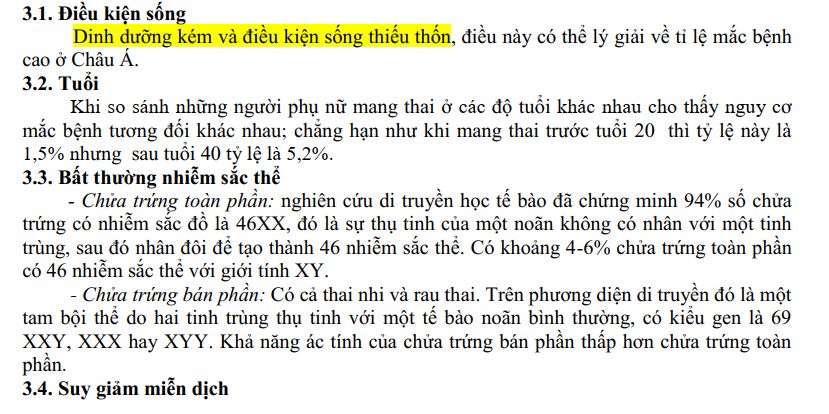 3.1. Điều kiện sống
Dinh dưỡng kém và điều kiện sống thiếu thốn, điều này có thể lý giải về tỉ lệ mắc bệnh
cao ở Châu Á.
3.2. Tuổi
Khi so sánh những người phụ nữ mang thai ở các độ tuổi khác nhau cho thấy nguy cơ
mắc bệnh tương đối khác nhau; chẳng hạn như khi mang thai trước tuổi 20 thì tỷ lệ này là
1,5% nhưng sau tuổi 40 tỷ lệ là 5,2%.
3.3. Bất thường nhiễm sắc thể
- Chửa trứng toàn phần: nghiên cứu di truyền học tế bào đã chứng minh 94% số chửa
trứng có nhiễm sắc đồ là 46XX, đó là sự thụ tinh của một noãn không có nhân với một tinh
trùng, sau đó nhân đôi để tạo thành 46 nhiễm sắc thể. Có khoảng 4-6% chửa trứng toàn phần
có 46 nhiễm sắc thể với giới tính XY.
- Chửa trứng bán phần: Có cả thai nhi và rau thai. Trên phương diện di truyền đó là một
tam bội thể do hai tinh trùng thụ tinh với một tế bào noãn bình thường, có kiểu gen là 69
XXY, XXX hay XYY. Khả năng ác tính của chửa trứng bán phần thấp hơn chửa trứng toàn
phần.
3.4. Suy giảm miễn dịch